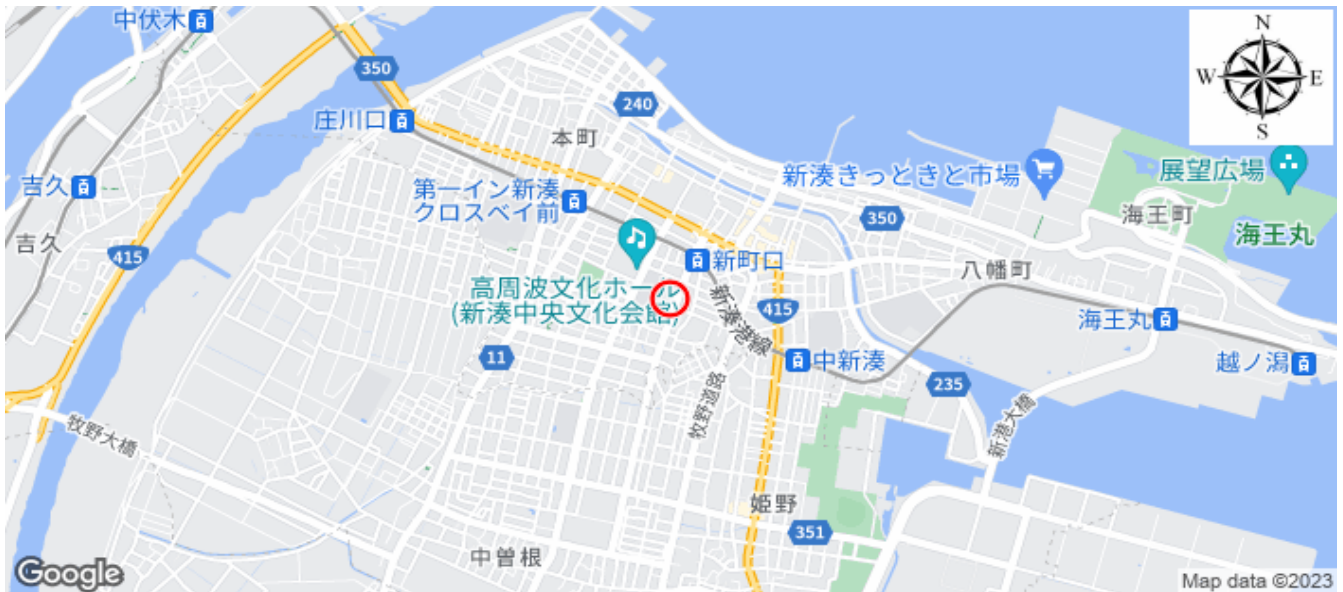 中伏木
N
W
E
S
350
240
庄川口
本町
展望広場
新湊きっときと市場
吉久
第一イン新湊
クロスベイ前
350
海王町
海王丸
吉久
415
新町口
八幡町
高周波文化ホール
(新湊中央文化会館)
新湊港線
415
海王丸
11
中新湊
越ノ潟
235
牧野道路
新港大橋
牧野大橋
姫野
351
中曽根
Google
Map data ©2023